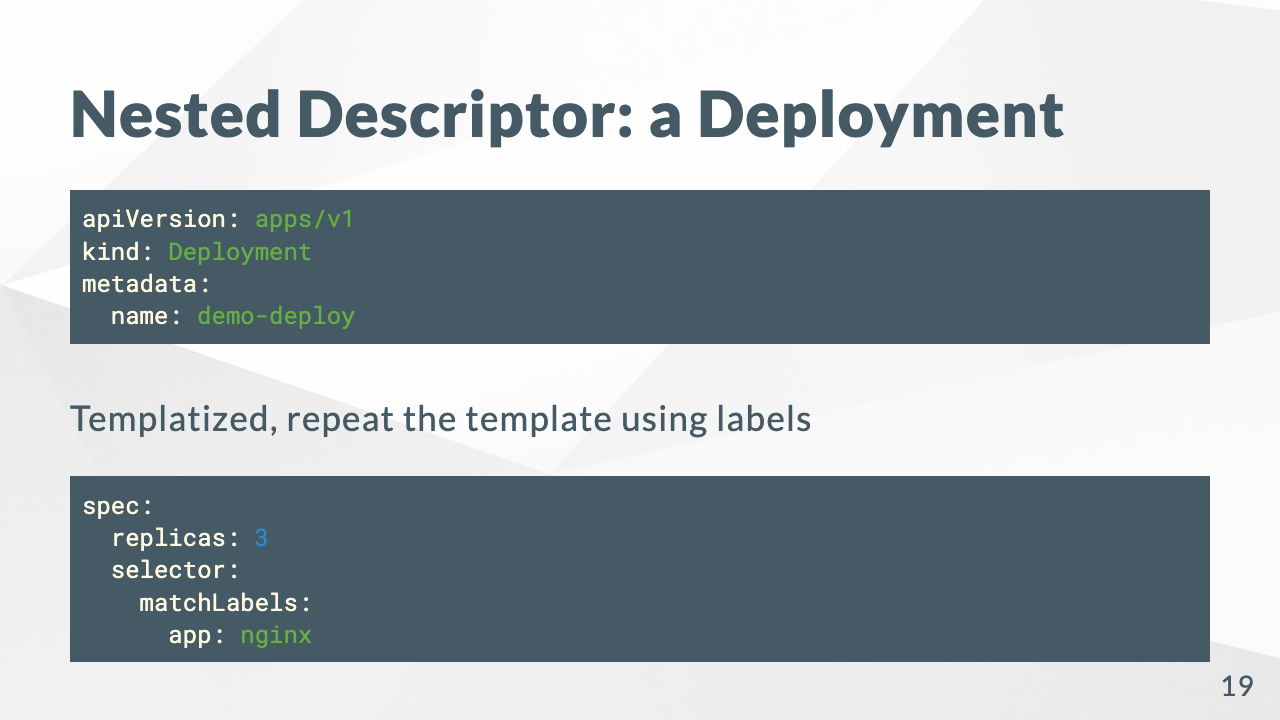 Nested Descriptor: a Deployment
apiVersion: apps/v1
kind: Deployment
metadata:
  name: demo-deploy
Templatized, repeat the template using labels
spec:
  replicas: 3
  selector:
    matchLabels:
      app: nginx
19